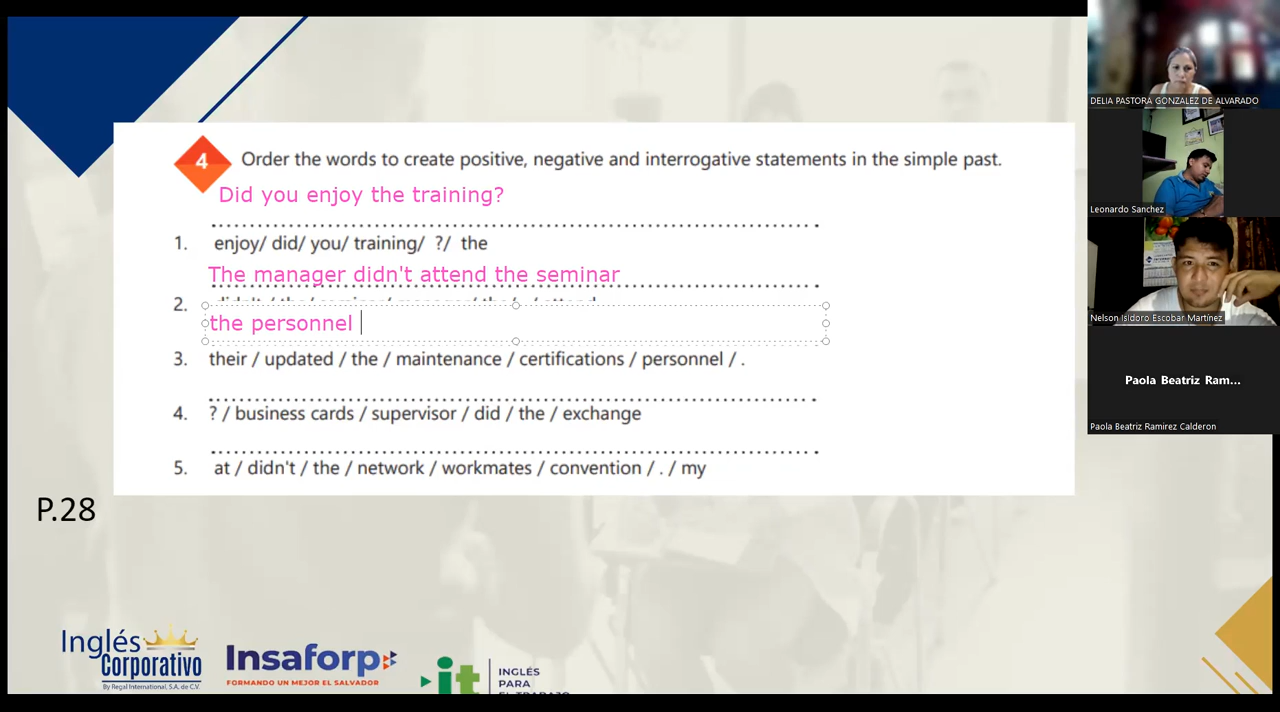 4 Order the words to create positive, negative and interrogative statements in the simple past.
Did you enjoy the training?
1. enjoy/ did/ you/ training/ ?/ the
The manager didn't attend the seminar
2.
the personnel
3. their / updated / the / maintenance / certifications / personnel / .
4. ? / business cards / supervisor / did / the / exchange
5. at / didn't / the / network / workmates / convention / . / my
P.28
Inglés
Corporativo
By Regal International, S.A. de C.V.
Insaforp
FORMANDO UN MEJOR EL SALVADOR
it
INGLÉS
PARA
EL TRABAJO
DELIA PASTORA GONZALEZ DE ALVARADO
Leonardo Sanchez
Nelson Isidoro Escobar Martínez
Paola Beatriz Ram...
Paola Beatriz Ramirez Calderon